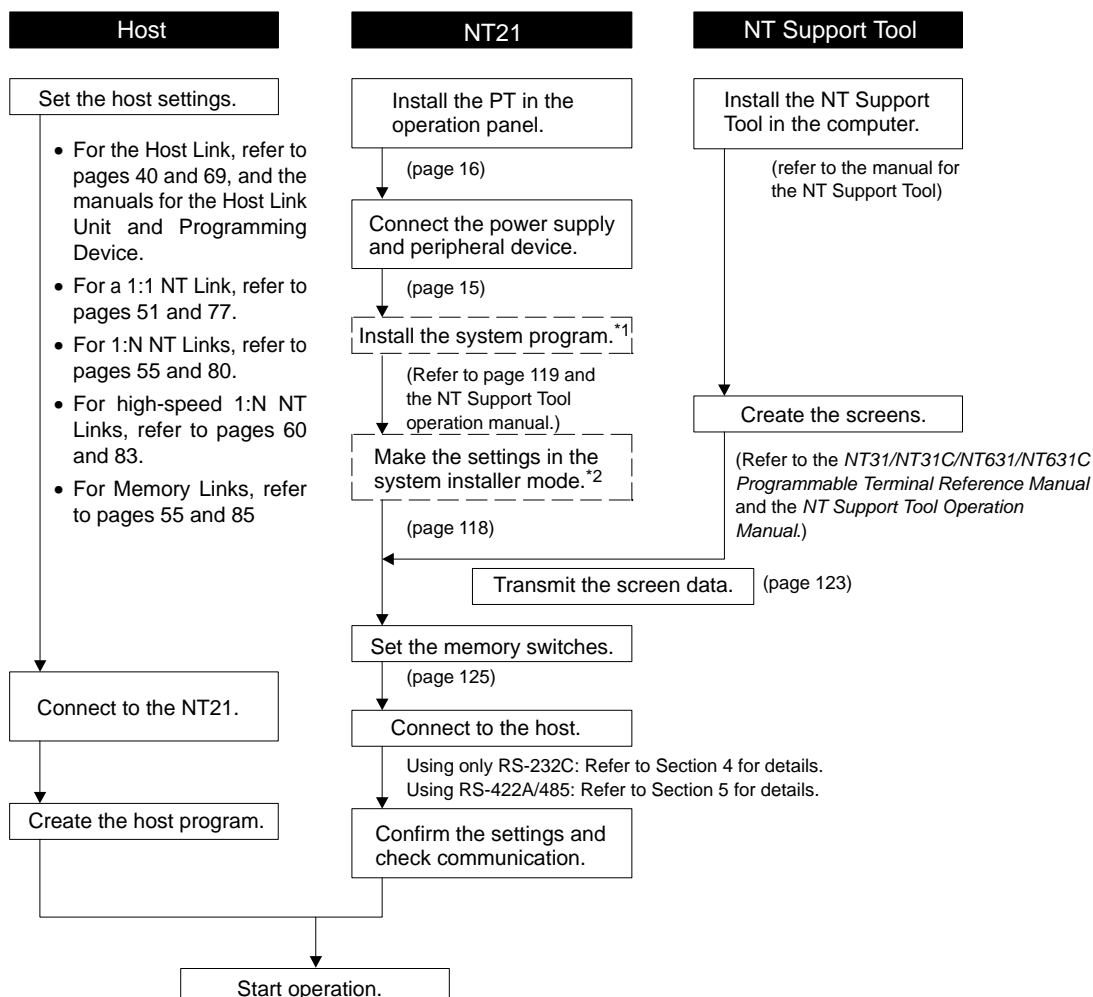 Host
NT21
NT Support Tool
Set the host settings.
• For the Host Link, refer to
pages 40 and 69, and the
manuals for the Host Link
Unit and Programming
Device.
• For a 1:1 NT Link, refer to
pages 51 and 77.
• For 1:N NT Links, refer to
pages 55 and 80.
• For high-speed 1:N NT
Links, refer to pages 60
and 83.
• For Memory Links, refer
to pages 55 and 85
Connect to the NT21.
Create the host program.
Install the PT in the
operation panel.
(page 16)
Connect the power supply
and peripheral device.
(page 15)
Install the system program.*1
(Refer to page 119 and
the NT Support Tool
operation manual.)
Make the settings in the
system installer mode.*2
(page 118)
Install the NT Support
Tool in the computer.
(refer to the manual for
the NT Support Tool)
Create the screens.
(Refer to the NT31/NT31C/NT631/NT631C
Programmable Terminal Reference Manual
and the NT Support Tool Operation
Manual.)
Transmit the screen data.
(page 123)
Set the memory switches.
(page 125)
Connect to the host.
Using only RS-232C: Refer to Section 4 for details.
Using RS-422A/485: Refer to Section 5 for details.
Confirm the settings and
check communication.
Start operation.